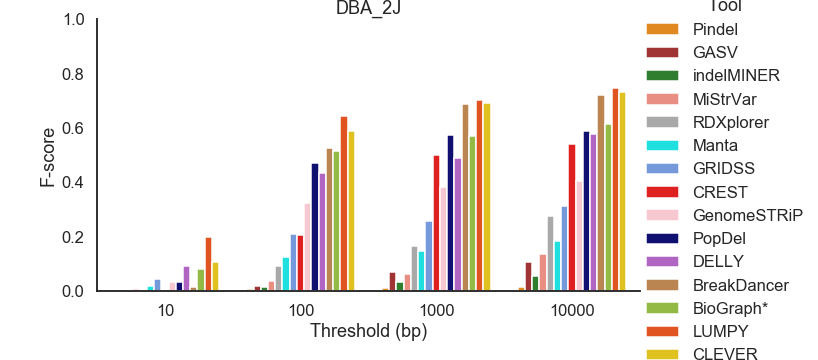 DBA_2J
Tool
1.0
0.8
0.6
0.4
0.2
0.0
F-score
10
100
1000
10000
Threshold (bp)
Pindel
GASV
indelMINER
MiStrVar
RDXplorer
Manta
GRIDSS
CREST
GenomeSTRiP
PopDel
DELLY
BreakDancer
BioGraph*
LUMPY
CLEVER